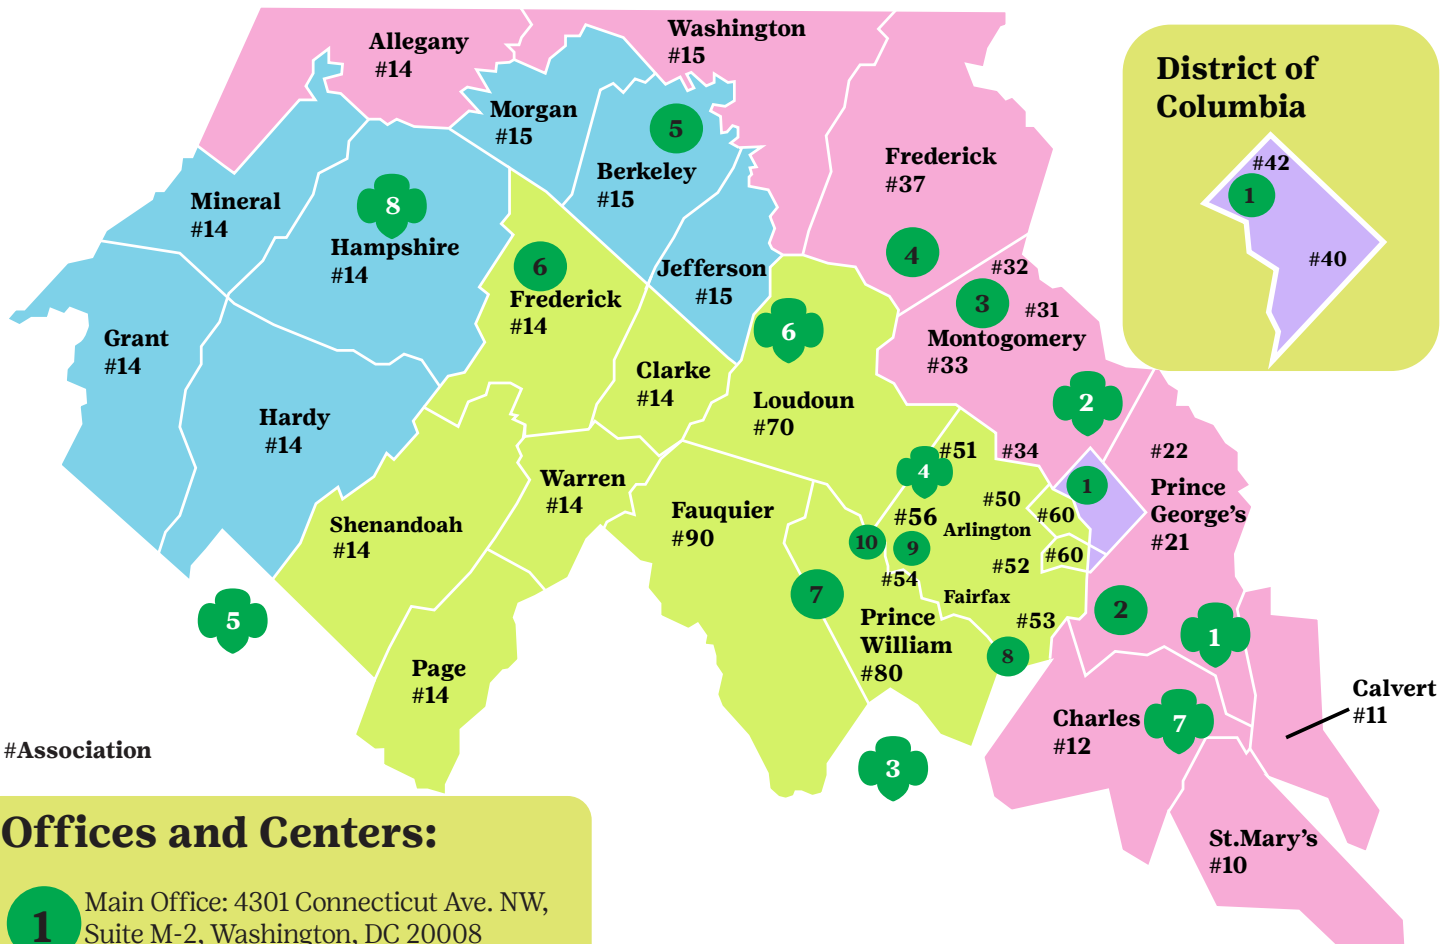 Allegany
#14
Washington
#15
District of
Columbia
#42
1
#40
Morgan
#15
5
Berkeley
#15
Frederick
#37
4
Mineral
#14
8
Hampshire
#14
6
Frederick
#14
Jefferson
#15
#32
3
#31
Montogomery
#33
Grant
#14
6
Clarke
#14
Loudoun
#70
2
Hardy
#14
#51
#34
#22
4
1
Prince
George's
#21
Warren
#14
Fauquier
#90
#50
#56
#60
Arlington
Shenandoah
#14
10
9
#60
#54
#52
7
Fairfax
2
5
Prince
William
#80
#53
1
8
Page
#14
Calvert
#11
Charles
#12
7
#Association
3
St.Mary's
#10
Offices and Centers:
1
Main Office: 4301 Connecticut Ave. NW,
Suite M-2, Washington, DC 20008